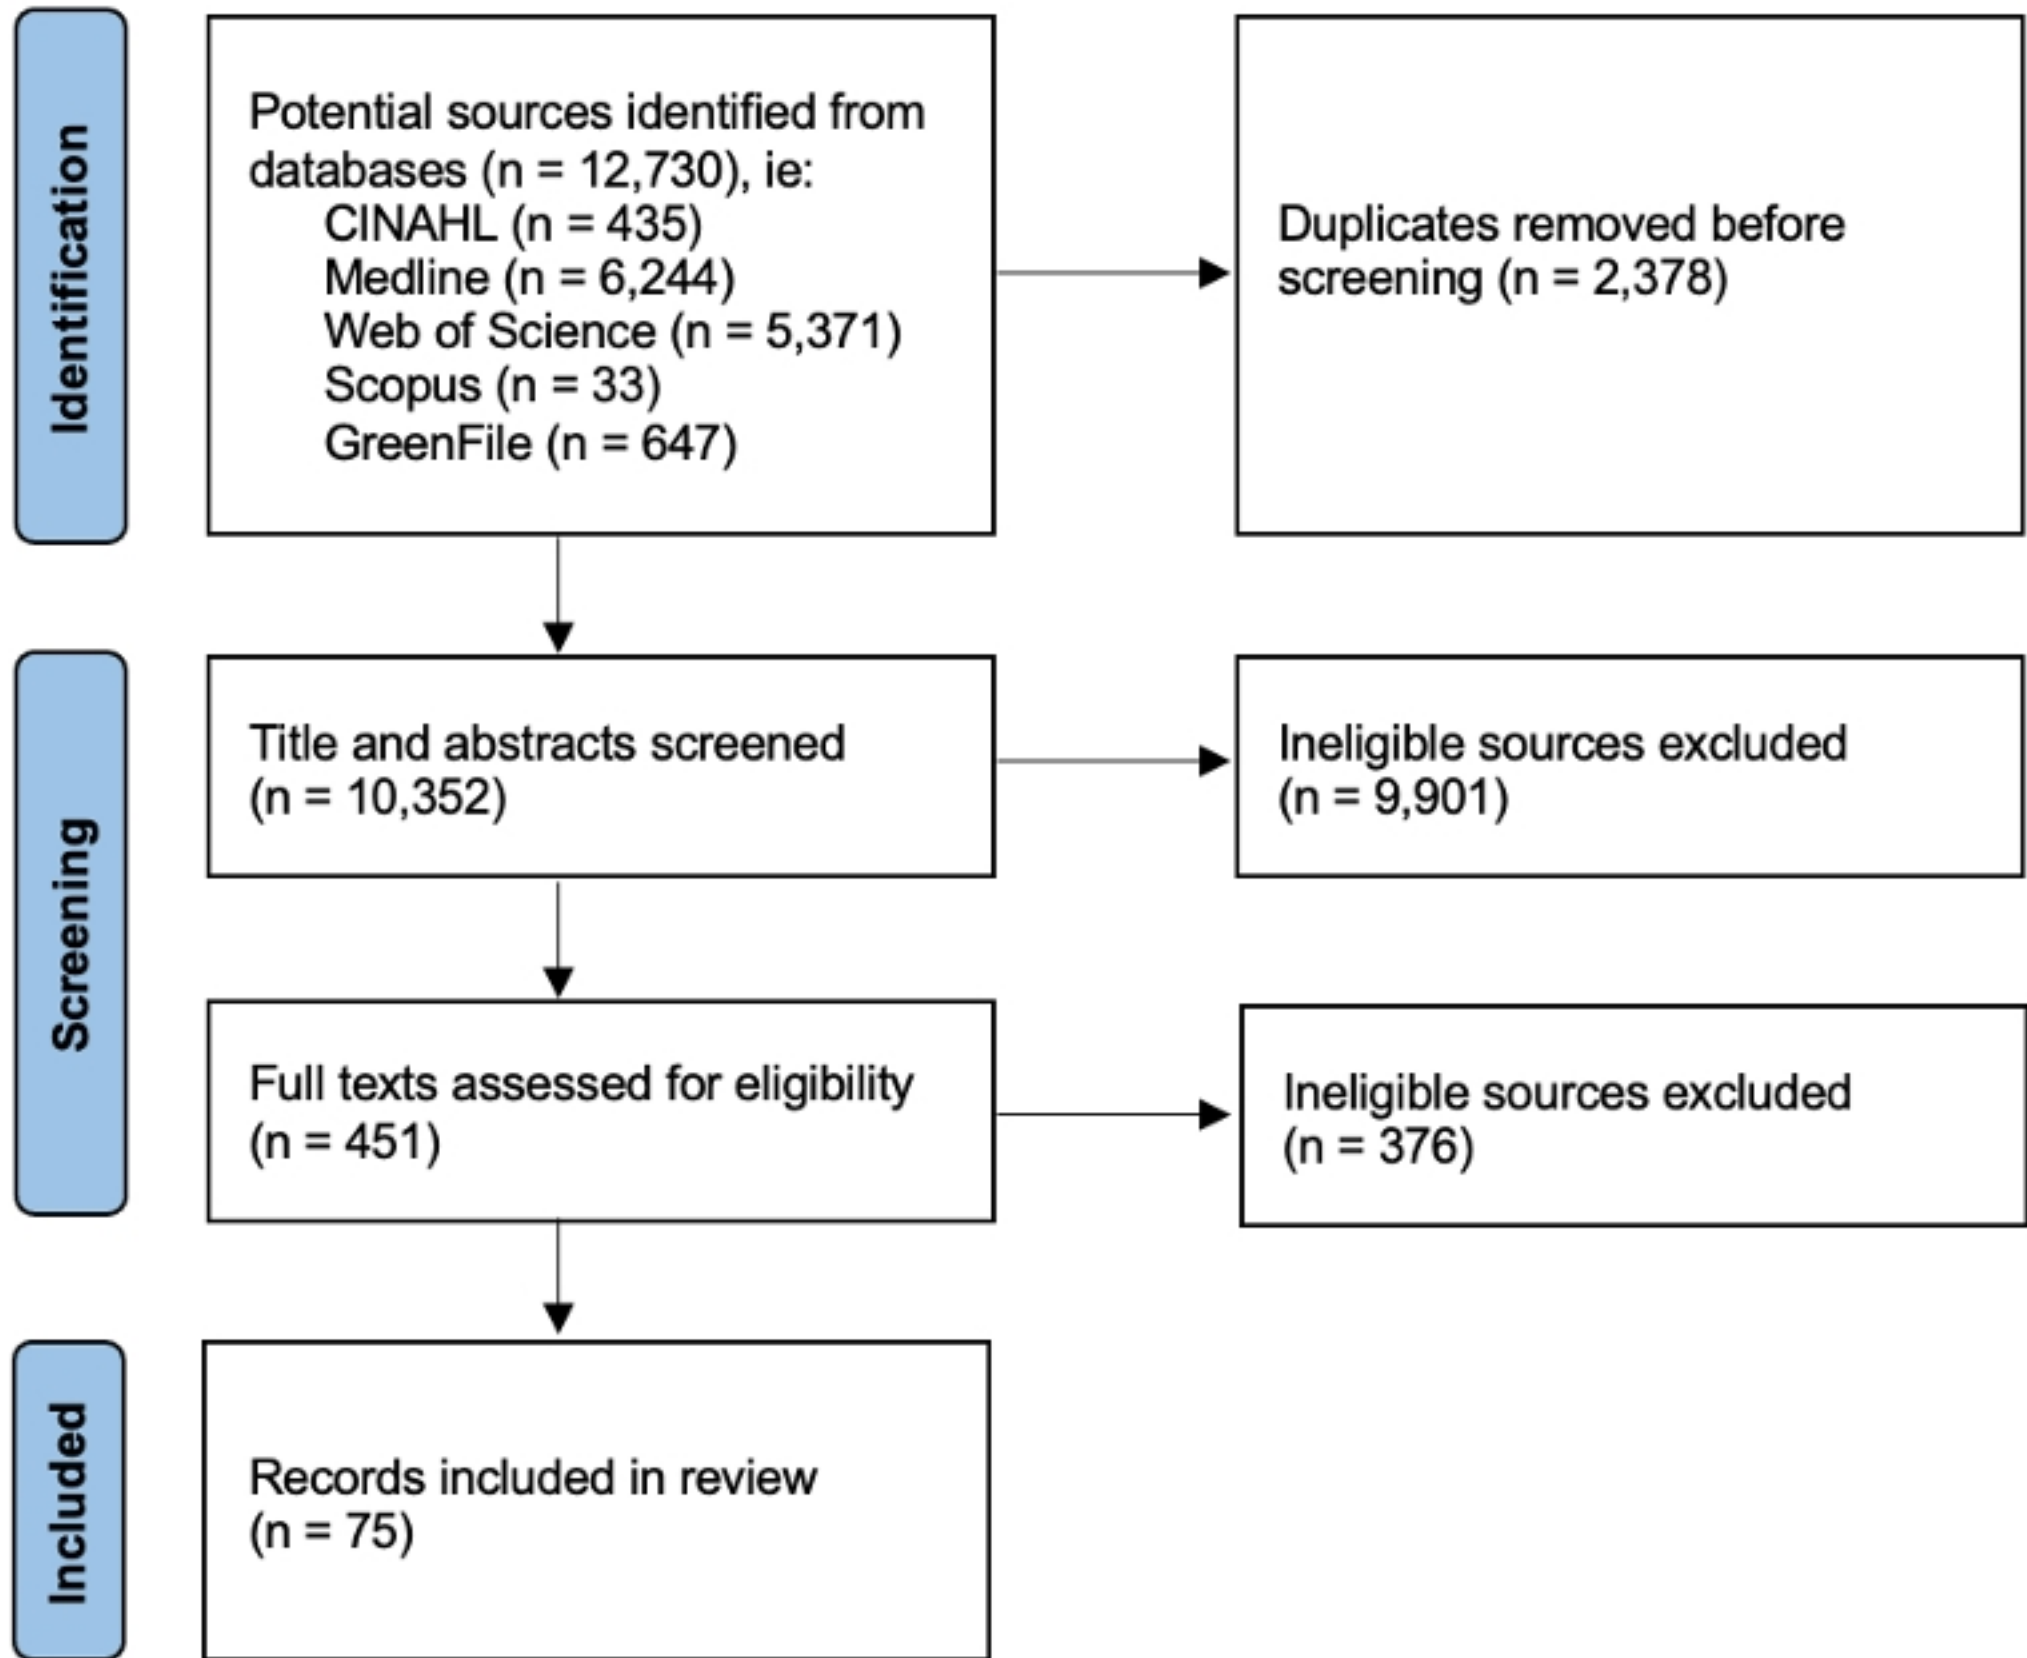 Identification
Potential sources identified from
databases (n = 12,730), ie:
CINAHL (n = 435)
Medline (n = 6,244)
Web of Science (n = 5,371)
Scopus (n = 33)
GreenFile (n = 647)
Duplicates removed before
screening (n = 2,378)
Screening
Title and abstracts screened
(n = 10,352)
Ineligible sources excluded
(n = 9,901)
Full texts assessed for eligibility
(n = 451)
Ineligible sources excluded
(n = 376)
Included
Records included in review
(n = 75)